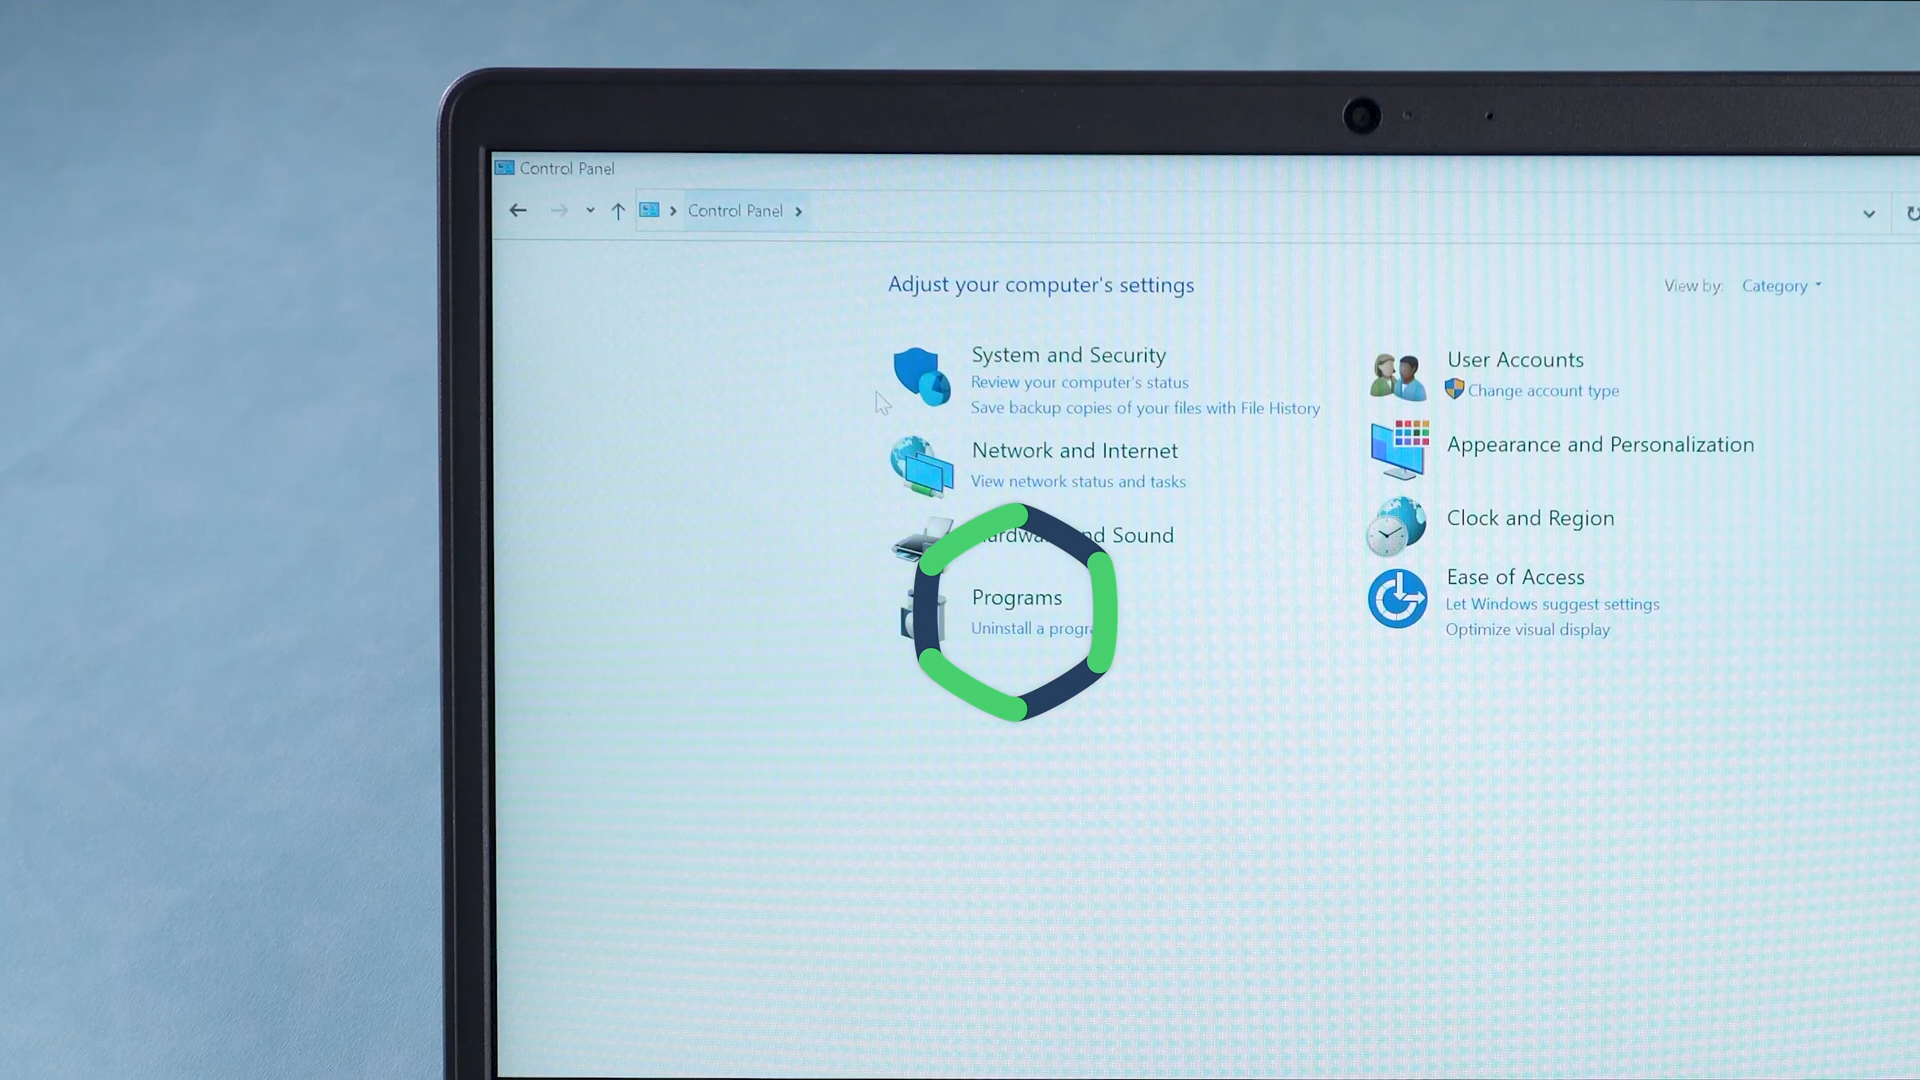 Control Panel
Control Panel
Adjust your computer's settings
View by: Category
System and Security
Review your computer's status
Save backup copies of your files with File History
Network and Internet
View network status and tasks
Sound
Programs
Uninstall a
User Accounts
Change account type
Appearance and Personalization
Clock and Region
Ease of Access
Let Windows suggest settings
Optimize visual display